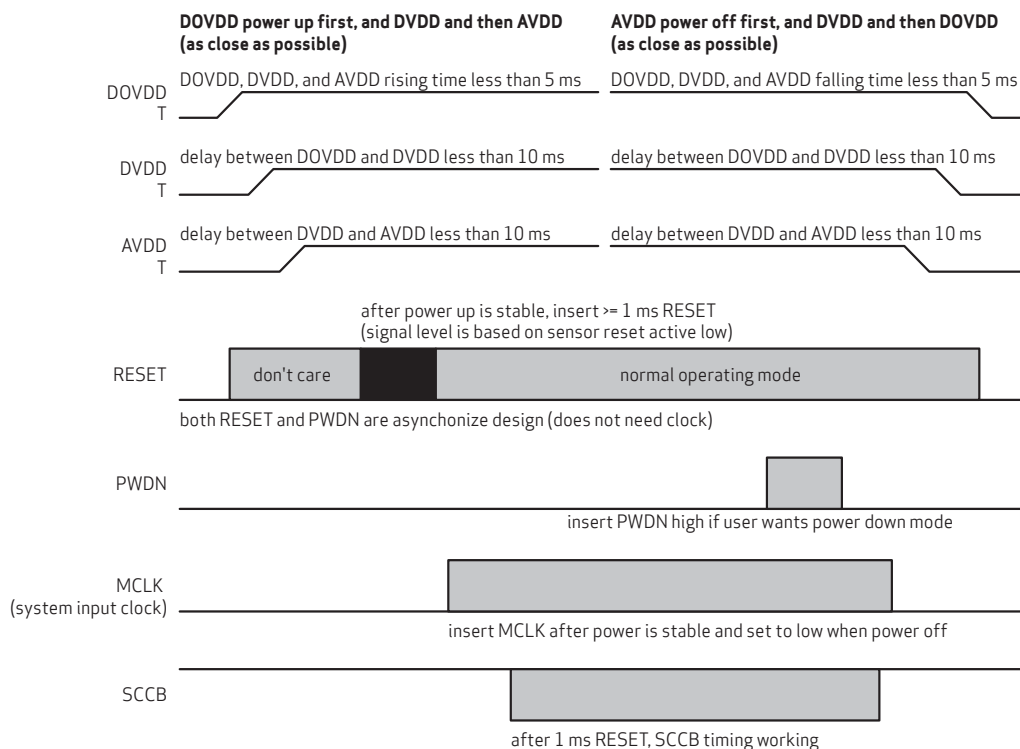 DOVDD power up first, and DVDD and then AVDD
(as close as possible)
AVDD power off first, and DVDD and then DOVDD
(as close as possible)
DOVDD
T
DOVDD, DVDD, and AVDD rising time less than 5 ms
DOVDD, DVDD, and AVDD falling time less than 5 ms
DVDD
T
delay between DOVDD and DVDD less than 10 ms
delay between DOVDD and DVDD less than 10 ms
AVDD
T
delay between DVDD and AVDD less than 10 ms
delay between DVDD and AVDD less than 10 ms
after power up is stable, insert >= 1 ms RESET
(signal level is based on sensor reset active low)
RESET
don't care
normal operating mode
both RESET and PWDN are asynchonize design (does not need clock)
PWDN
insert PWDN high if user wants power down mode
MCLK
(system input clock)
insert MCLK after power is stable and set to low when power off
SCCB
after 1 ms RESET, SCCB timing working